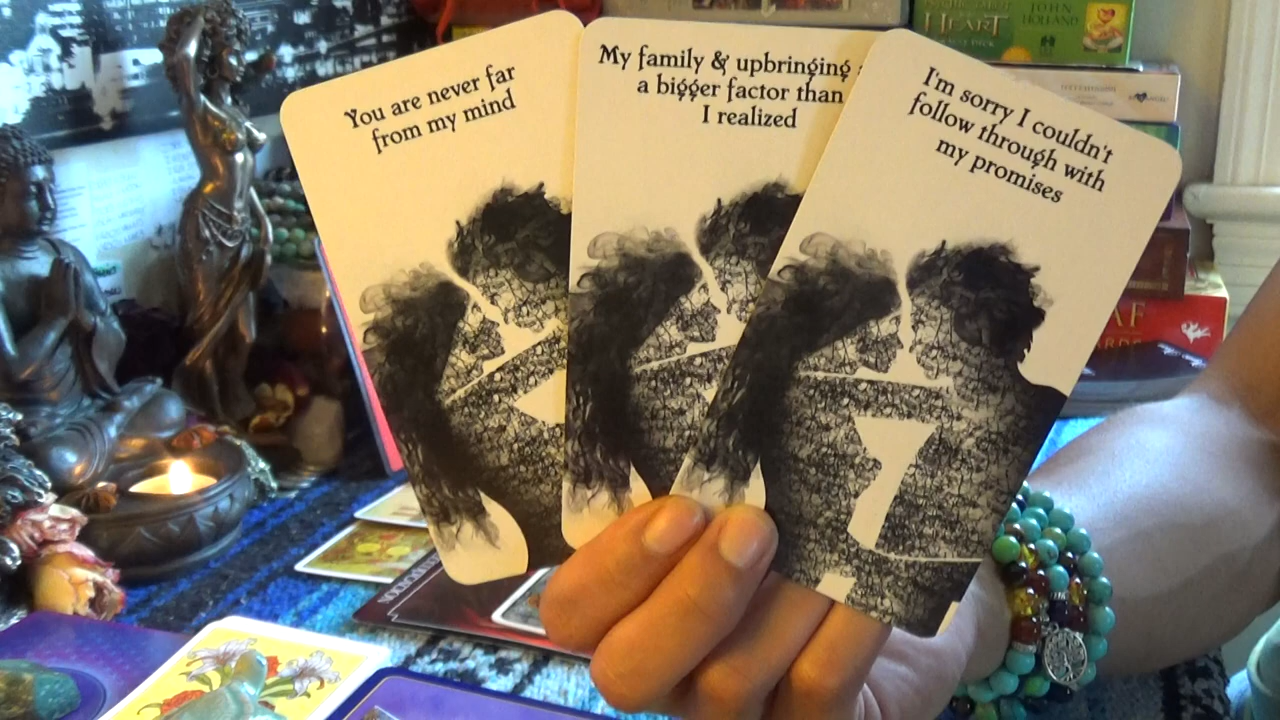 You are never far
from my mind
My family & upbringing
a bigger factor than
I realized
I'm sorry I couldn't
follow through with
my promises
HEART
JOHN
HOLLAND